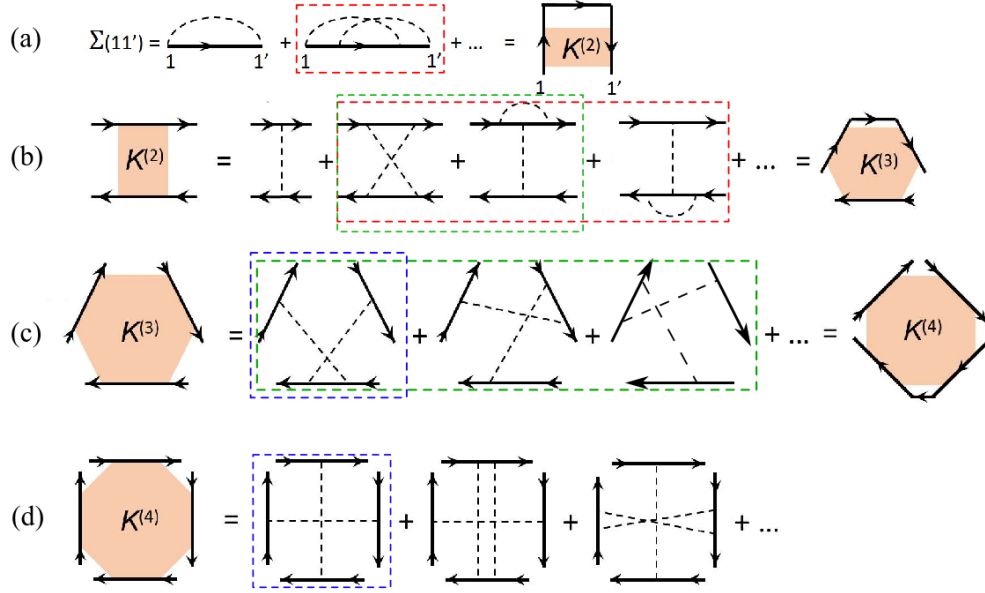 (a) Σ(11') = + + ... = K(2)
1 1' 1 1' 1 1'
(b) K(2) = + + + + ... = K(3)
(c) K(3) = + + + ... = K(4)
(d) K(4) = + + + ...